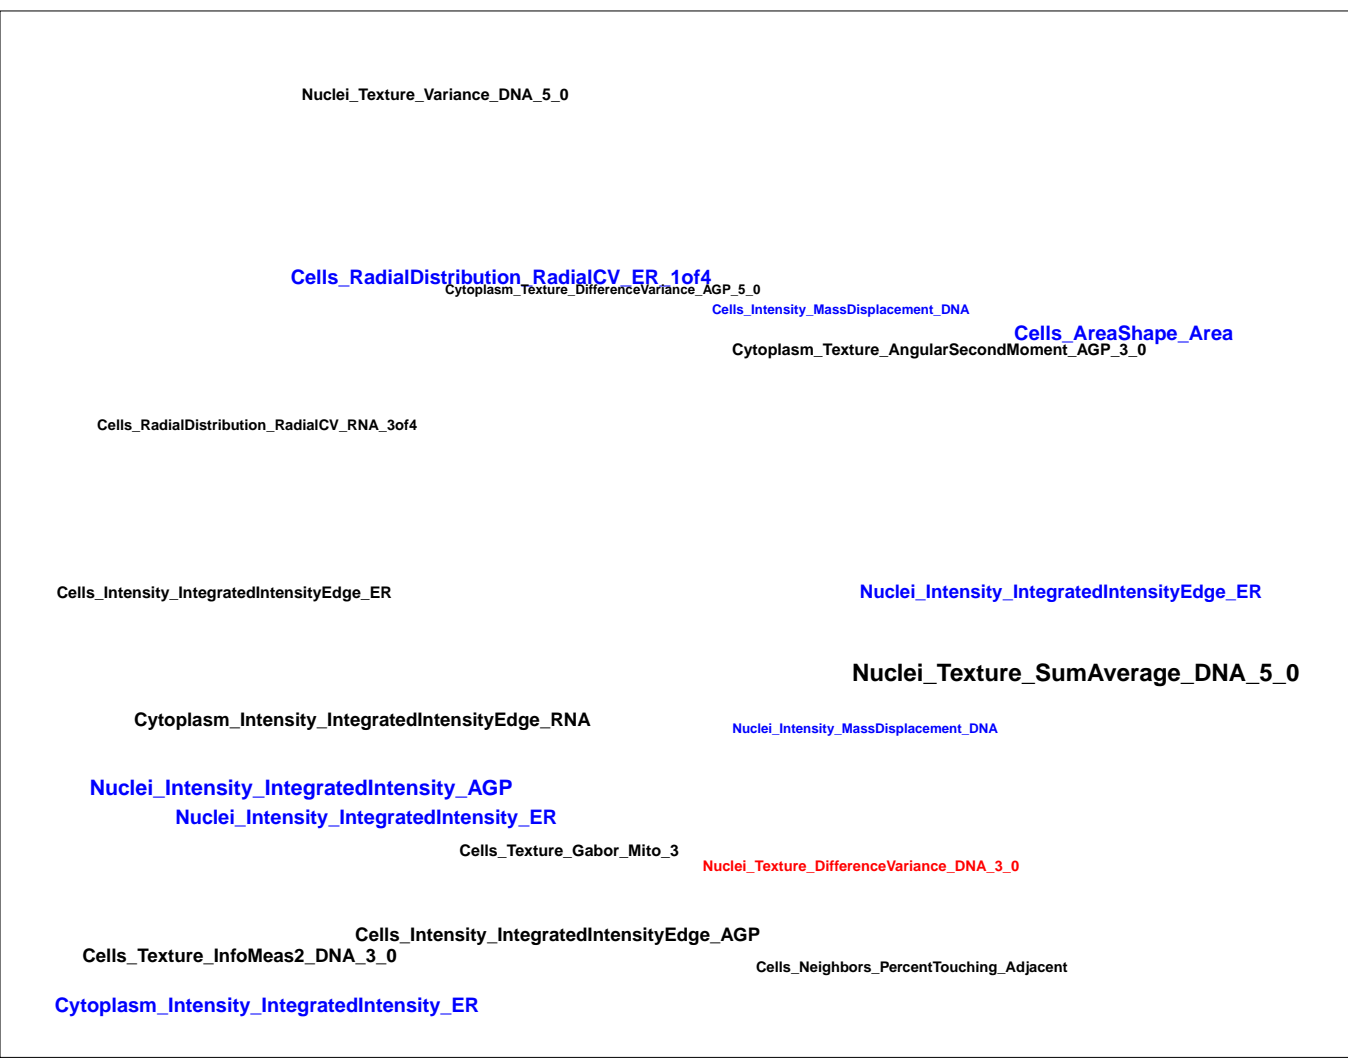 Nuclei_Texture_Variance_DNA_5_0
Cells_RadialDistribution_RadialCV_ER_1of4
Cytoplasm_Texture_DifferenceVariance_AGP_5_0
Cells_Intensity_MassDisplacement_DNA
Cells_AreaShape_Area
Cytoplasm_Texture_AngularSecondMoment_AGP_3_0
Cells_RadialDistribution_RadialCV_RNA_3of4
Cells_Intensity_IntegratedIntensityEdge_ER
Nuclei_Intensity_IntegratedIntensityEdge_ER
Nuclei_Texture_SumAverage_DNA_5_0
Cytoplasm_Intensity_IntegratedIntensityEdge_RNA
Nuclei_Intensity_MassDisplacement_DNA
Nuclei_Intensity_IntegratedIntensity_AGP
Nuclei_Intensity_IntegratedIntensity_ER
Cells_Texture_Gabor_Mito_3
Nuclei_Texture_DifferenceVariance_DNA_3_0
Cells_Intensity_IntegratedIntensityEdge_AGP
Cells_Texture_InfoMeas2_DNA_3_0
Cells_Neighbors_PercentTouching_Adjacent
Cytoplasm_Intensity_IntegratedIntensity_ER